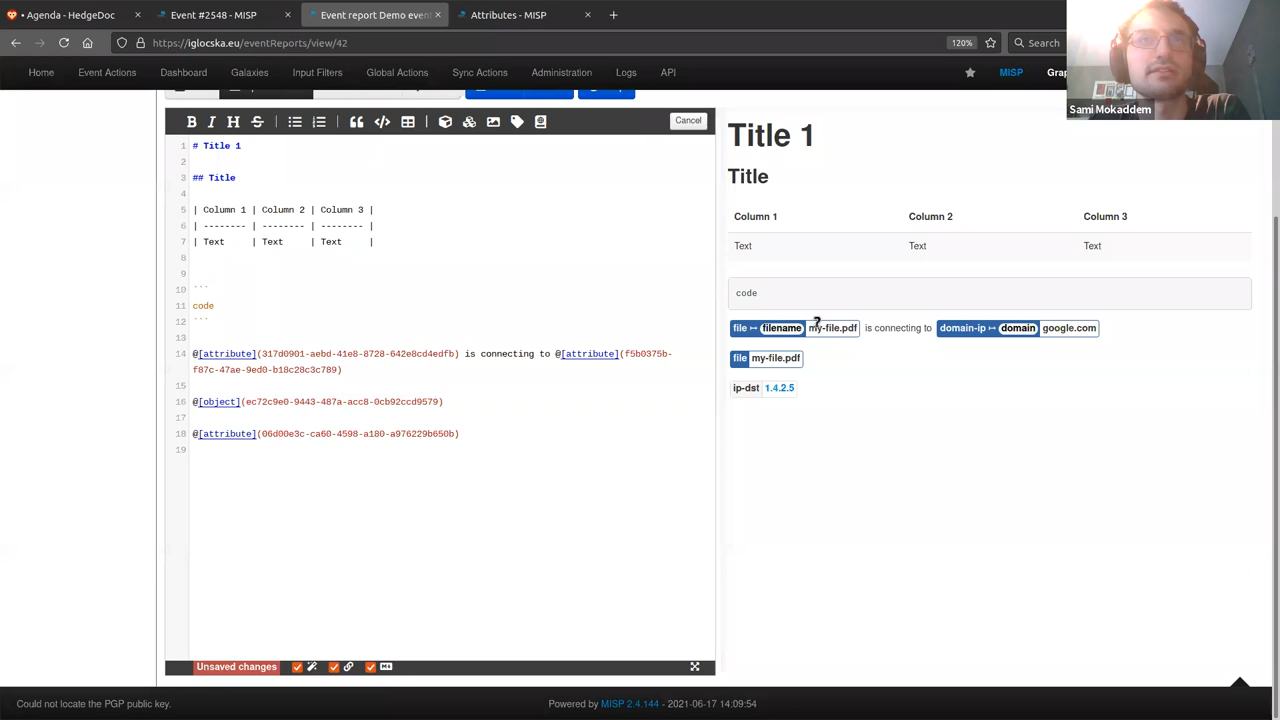 Agenda - HedgeDoc
Event #2548 - MISP
Event report Demo even
Attributes - MISP
https://iglocska.eu/eventReports/view/42
120%
Search
Home
Event Actions
Dashboard
Galaxies
Input Filters
Global Actions
Sync Actions
Administration
Logs
API
MISP
Sami Mokaddem
B I H S
Cancel
1 # Title 1
2
3 ## Title
4
5 | Column 1 | Column 2 | Column 3 |
6 | -------- | -------- | -------- |
7 | Text | Text | Text |
8
9
10 ```
11 code
12 ```
13
14 @[attribute](317d0901-aebd-41e8-8728-642e8cd4edfb) is connecting to @[attribute](f5b0375b-
f87c-47ae-9ed0-b18c28c3c789)
15
16 @[object](ec72c9e0-9443-487a-acc8-0cb92ccd9579)
17
18 @[attribute](06d00e3c-ca60-4598-a180-a976229b650b)
19
Unsaved changes
Title 1
Title
Column 1 Column 2 Column 3
Text Text Text
code
file ↦ filename my-file.pdf is connecting to domain-ip ↦ domain google.com
file my-file.pdf
ip-dst 1.4.2.5
Could not locate the PGP public key.
Powered by MISP 2.4.144 - 2021-06-17 14:09:54